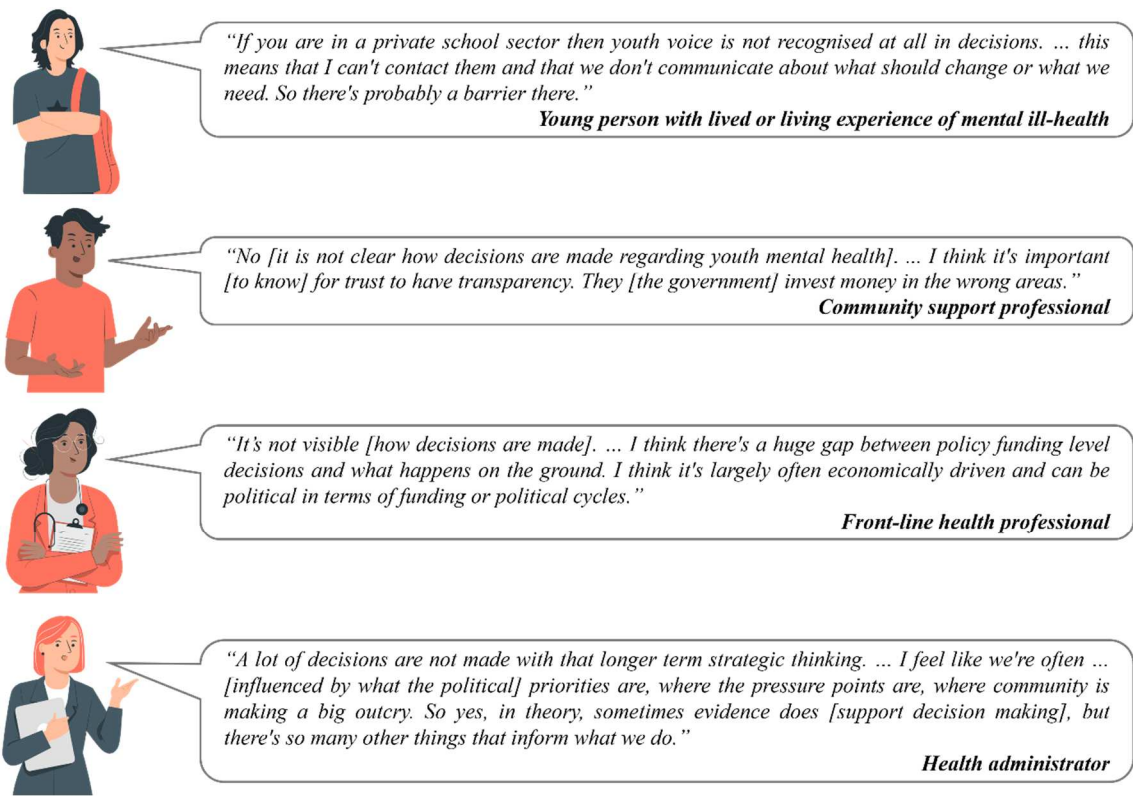 “If you are in a private school sector then youth voice is not recognised at all in decisions. ... this
means that I can't contact them and that we don't communicate about what should change or what we
need. So there's probably a barrier there.”
Young person with lived or living experience of mental ill-health
“No [it is not clear how decisions are made regarding youth mental health]. ... I think it's important
[to know] for trust to have transparency. They [the government] invest money in the wrong areas.”
Community support professional
“It’s not visible [how decisions are made]. ... I think there's a huge gap between policy funding level
decisions and what happens on the ground. I think it's largely often economically driven and can be
political in terms of funding or political cycles.”
Front-line health professional
“A lot of decisions are not made with that longer term strategic thinking. ... I feel like we're often ...
[influenced by what the political] priorities are, where the pressure points are, where community is
making a big outcry. So yes, in theory, sometimes evidence does [support decision making], but
there's so many other things that inform what we do.”
Health administrator